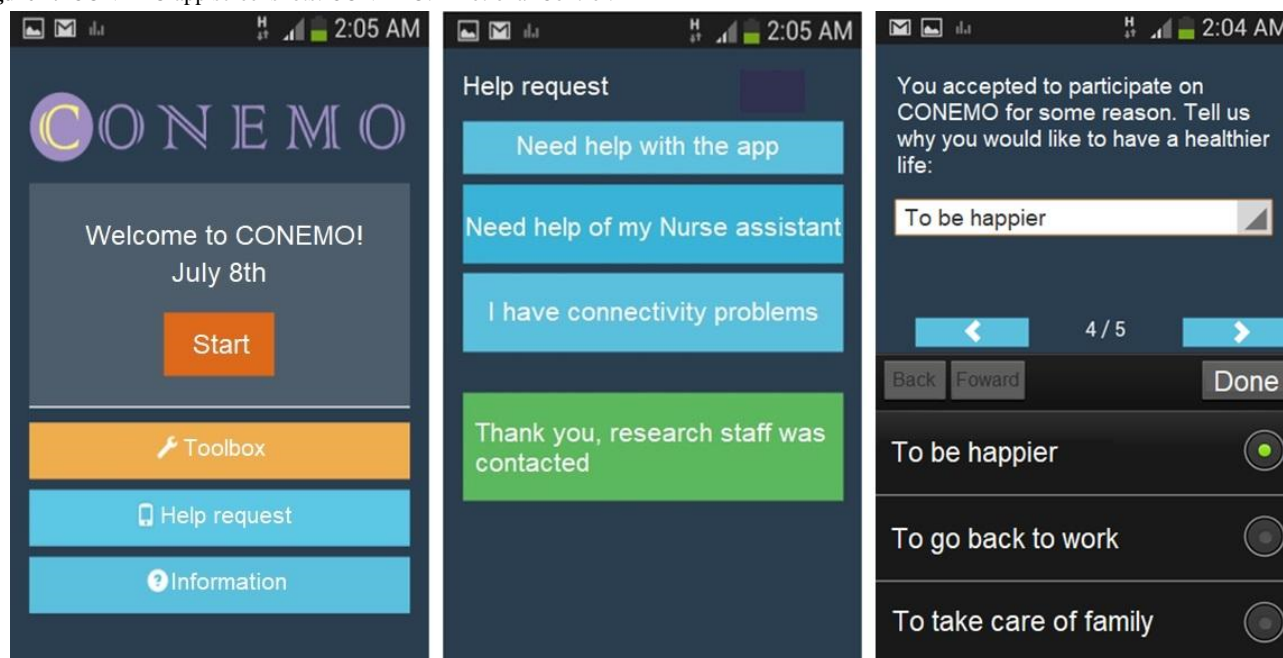 2:05 AM
CONEMO
Welcome to CONEMO!
July 8th
Start
Toolbox
Help request
Information
H
2:05 AM
Help request
Need help with the app
Need help of my Nurse assistant
I have connectivity problems
Thank you, research staff was
contacted
H
2:04 AM
You accepted to participate on
CONEMO for some reason. Tell us
why you would like to have a healthier
life:
To be happier
4 / 5
Back Foward
Done
To be happier
To go back to work
To take care of family